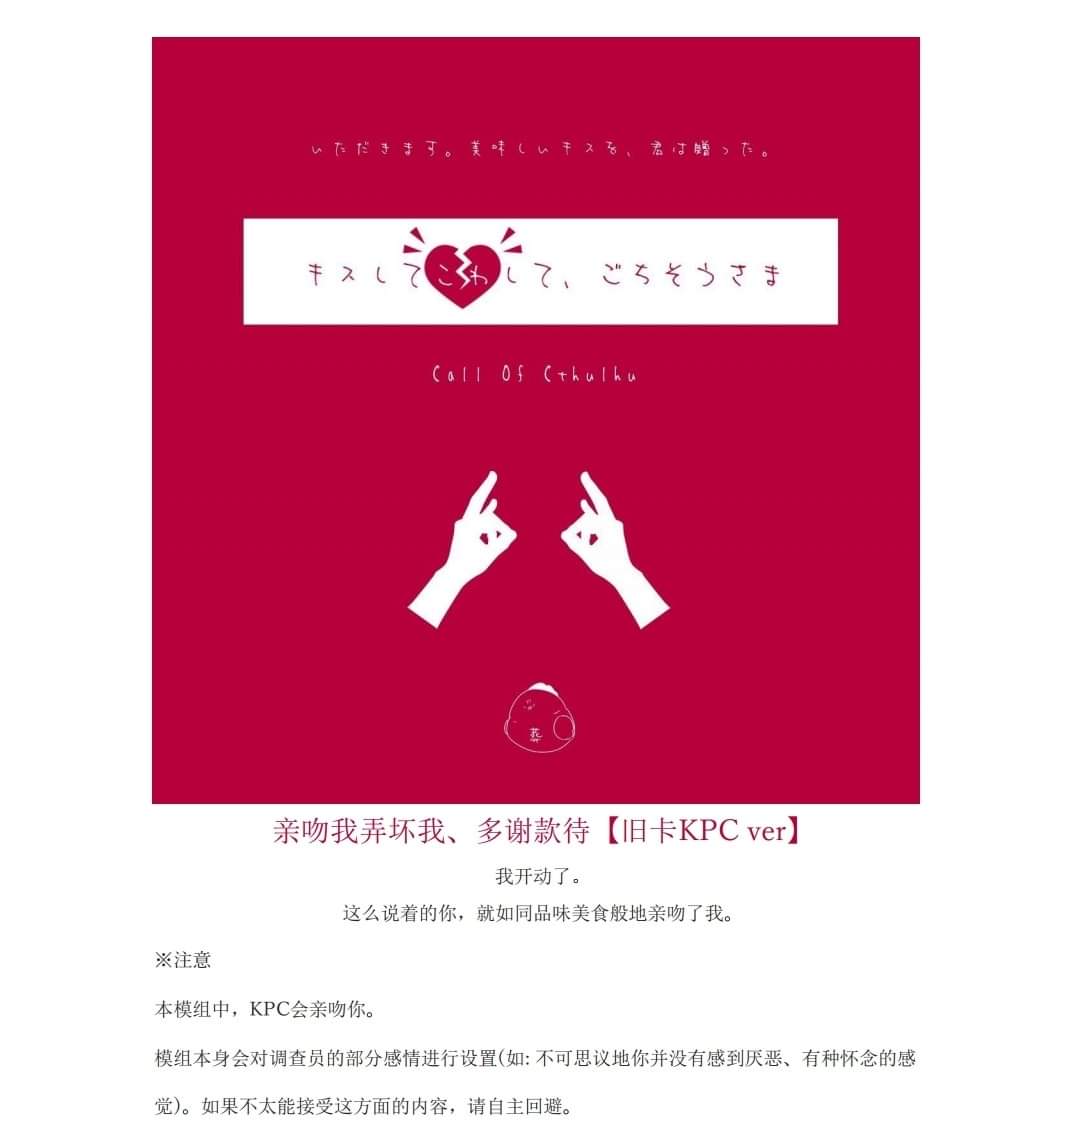 いただきます。美味しいキスを、君は贈った。
キスしてこわして、ごちそうさま
Call Of Cthulhu
葬
亲吻我弄坏我、多谢款待【旧卡KPC ver】
我开动了。
这么说着的你，就如同品味美食般地亲吻了我。
※注意
本模组中，KPC会亲吻你。
模组本身会对调查员的部分感情进行设置(如: 不可思议地你并没有感到厌恶、有种怀念的感
觉)。如果不太能接受这方面的内容，请自主回避。